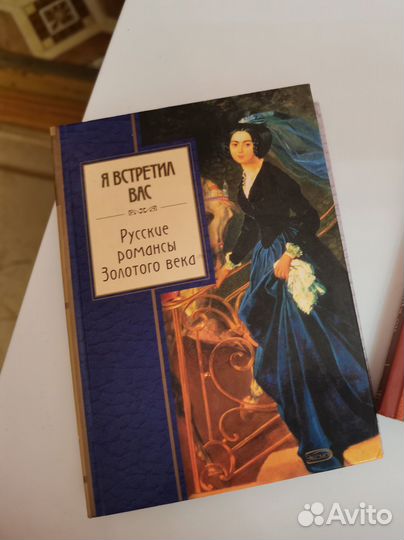 Я ВСТРЕТИЛ
ВАС
Русские
романсы
Золотого века
ЭКСМО
Avito